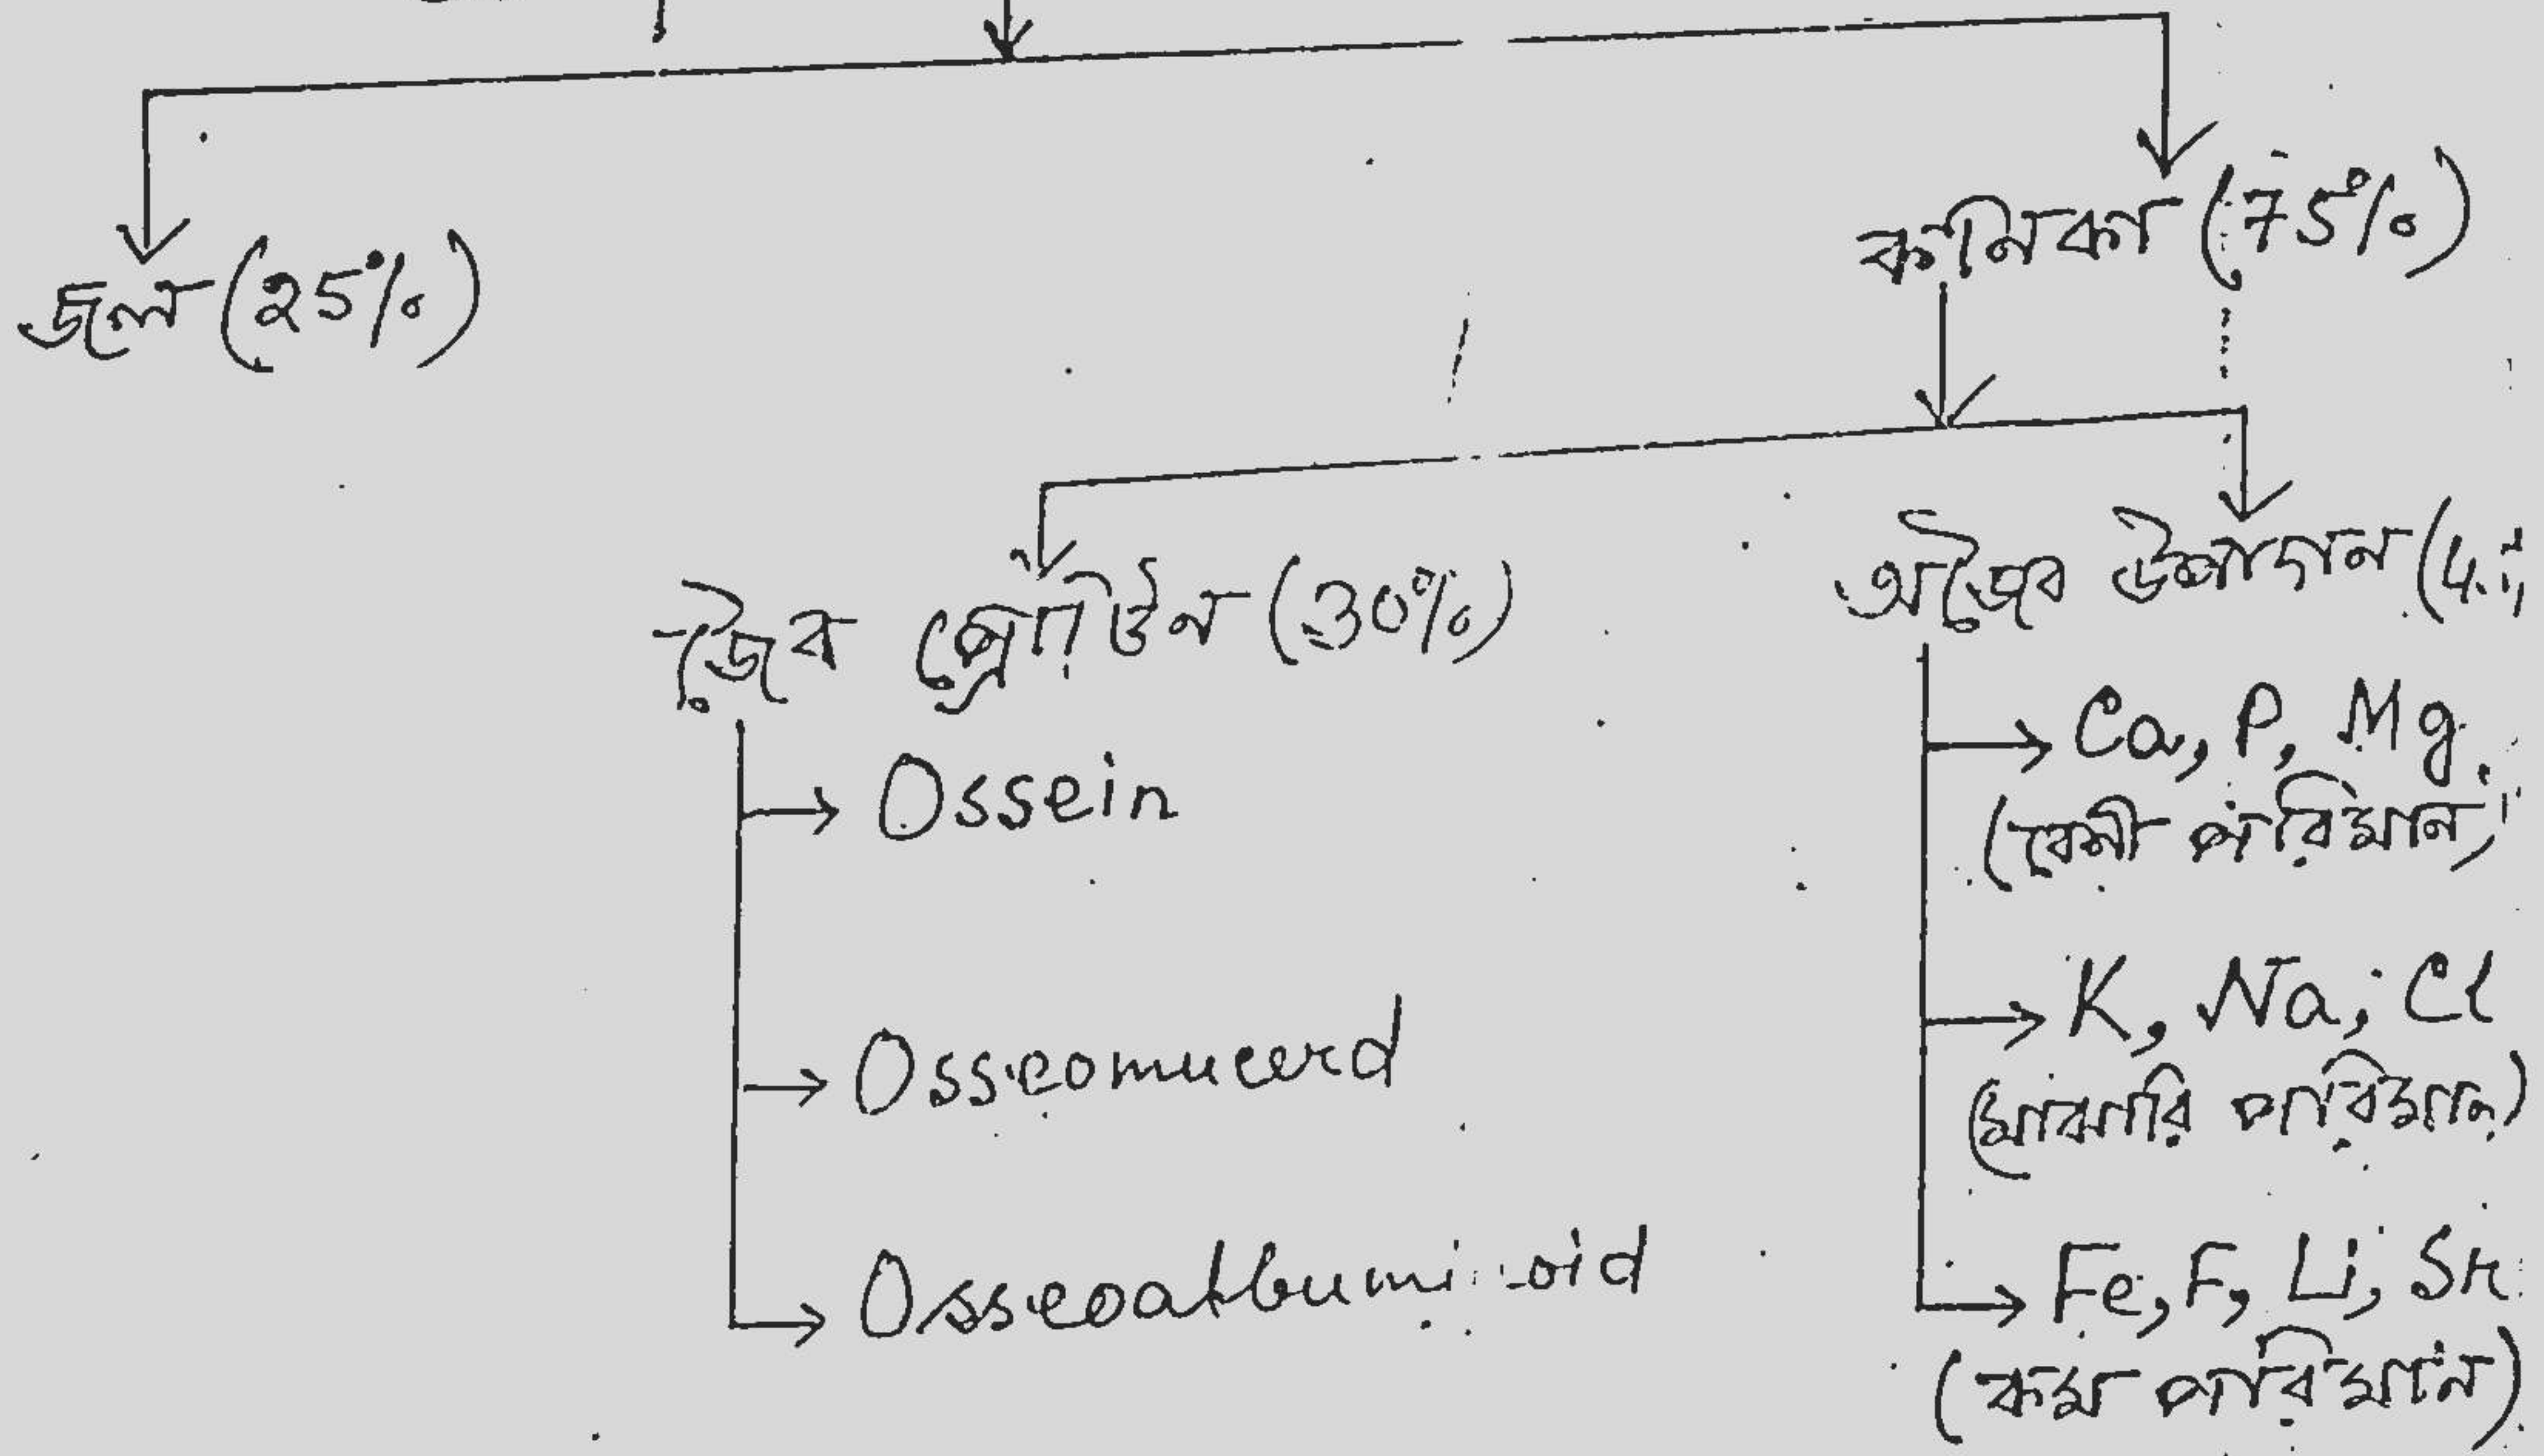 জল (25%)
কনিকা (75%)
জৈব প্রোটিন (30%)
অজৈব উপাদান
Ossein
Osseomucoid
Osseoalbuminoid
Ca, P, Mg
(বেশী পরিমান)
K, Na, Cl
(মাঝারি পরিমান)
Fe, F, Li, Sr
(কম পরিমান)